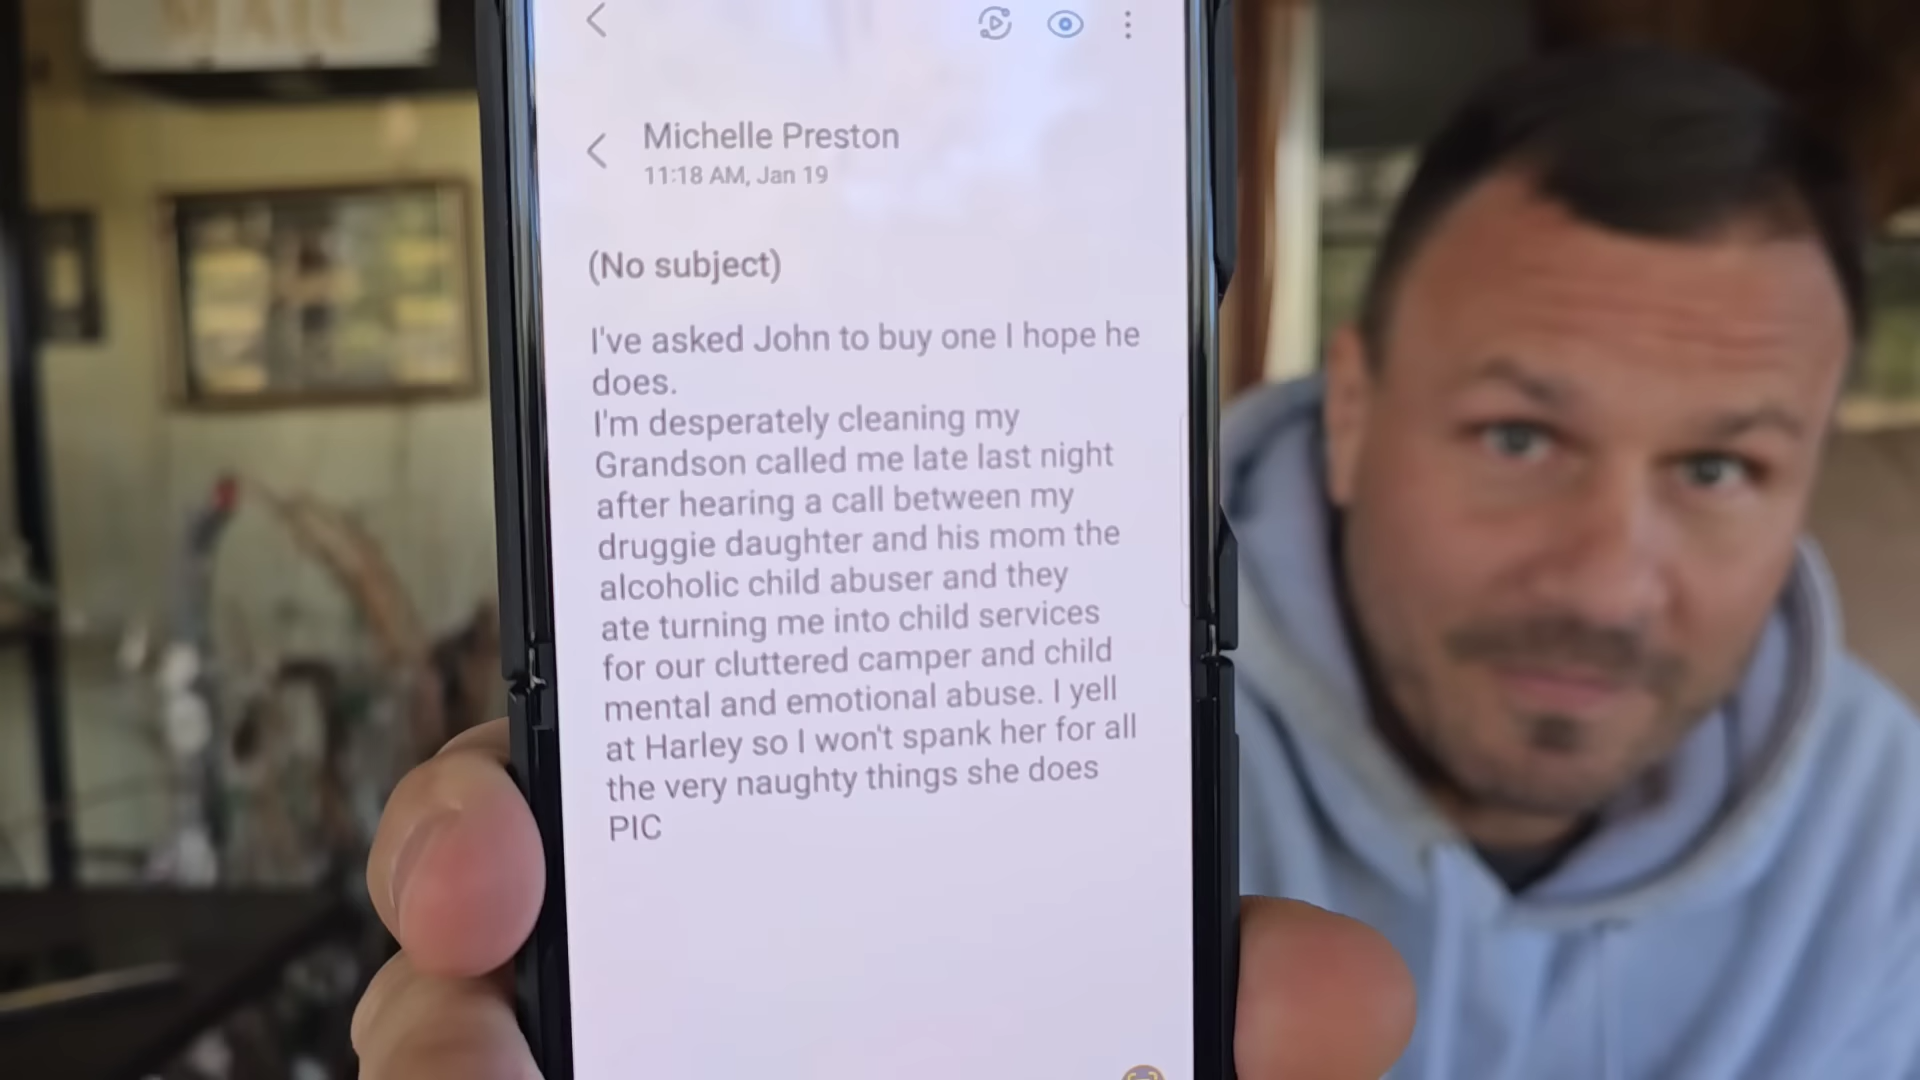 Michelle Preston
11:18 AM, Jan 19
(No subject)
I've asked John to buy one I hope he
does.
I'm desperately cleaning my
Grandson called me late last night
after hearing a call between my
druggie daughter and his mom the
alcoholic child abuser and they
ate turning me into child services
for our cluttered camper and child
mental and emotional abuse. I yell
at Harley so I won't spank her for all
the very naughty things she does
PIC